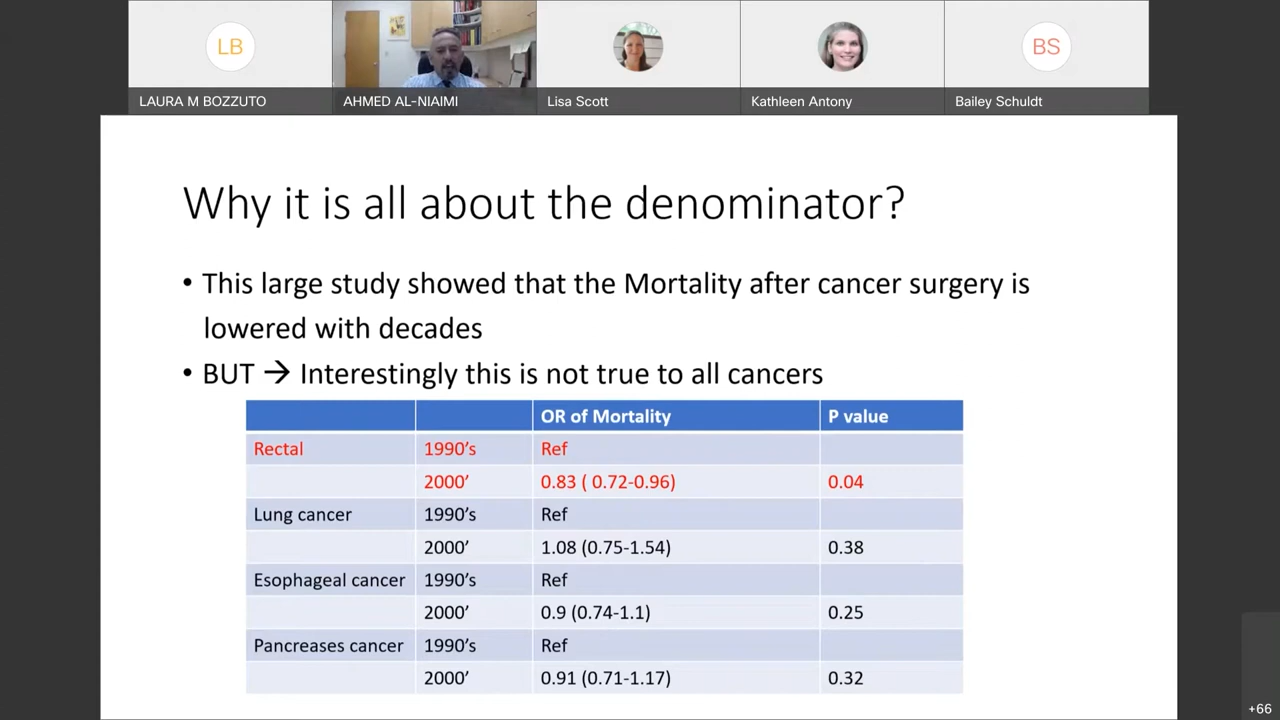 LB
BS
LAURA M BOZZUTO
AHMED AL-NIAIMI
Lisa Scott
Kathleen Antony
Bailey Schuldt
Why it is all about the denominator?
• This large study showed that the Mortality after cancer surgery is
lowered with decades
• BUT → Interestingly this is not true to all cancers
OR of Mortality P value
Rectal 1990’s Ref
2000’ 0.83 ( 0.72-0.96) 0.04
Lung cancer 1990’s Ref
2000’ 1.08 (0.75-1.54) 0.38
Esophageal cancer 1990’s Ref
2000’ 0.9 (0.74-1.1) 0.25
Pancreases cancer 1990’s Ref
2000’ 0.91 (0.71-1.17) 0.32
+66